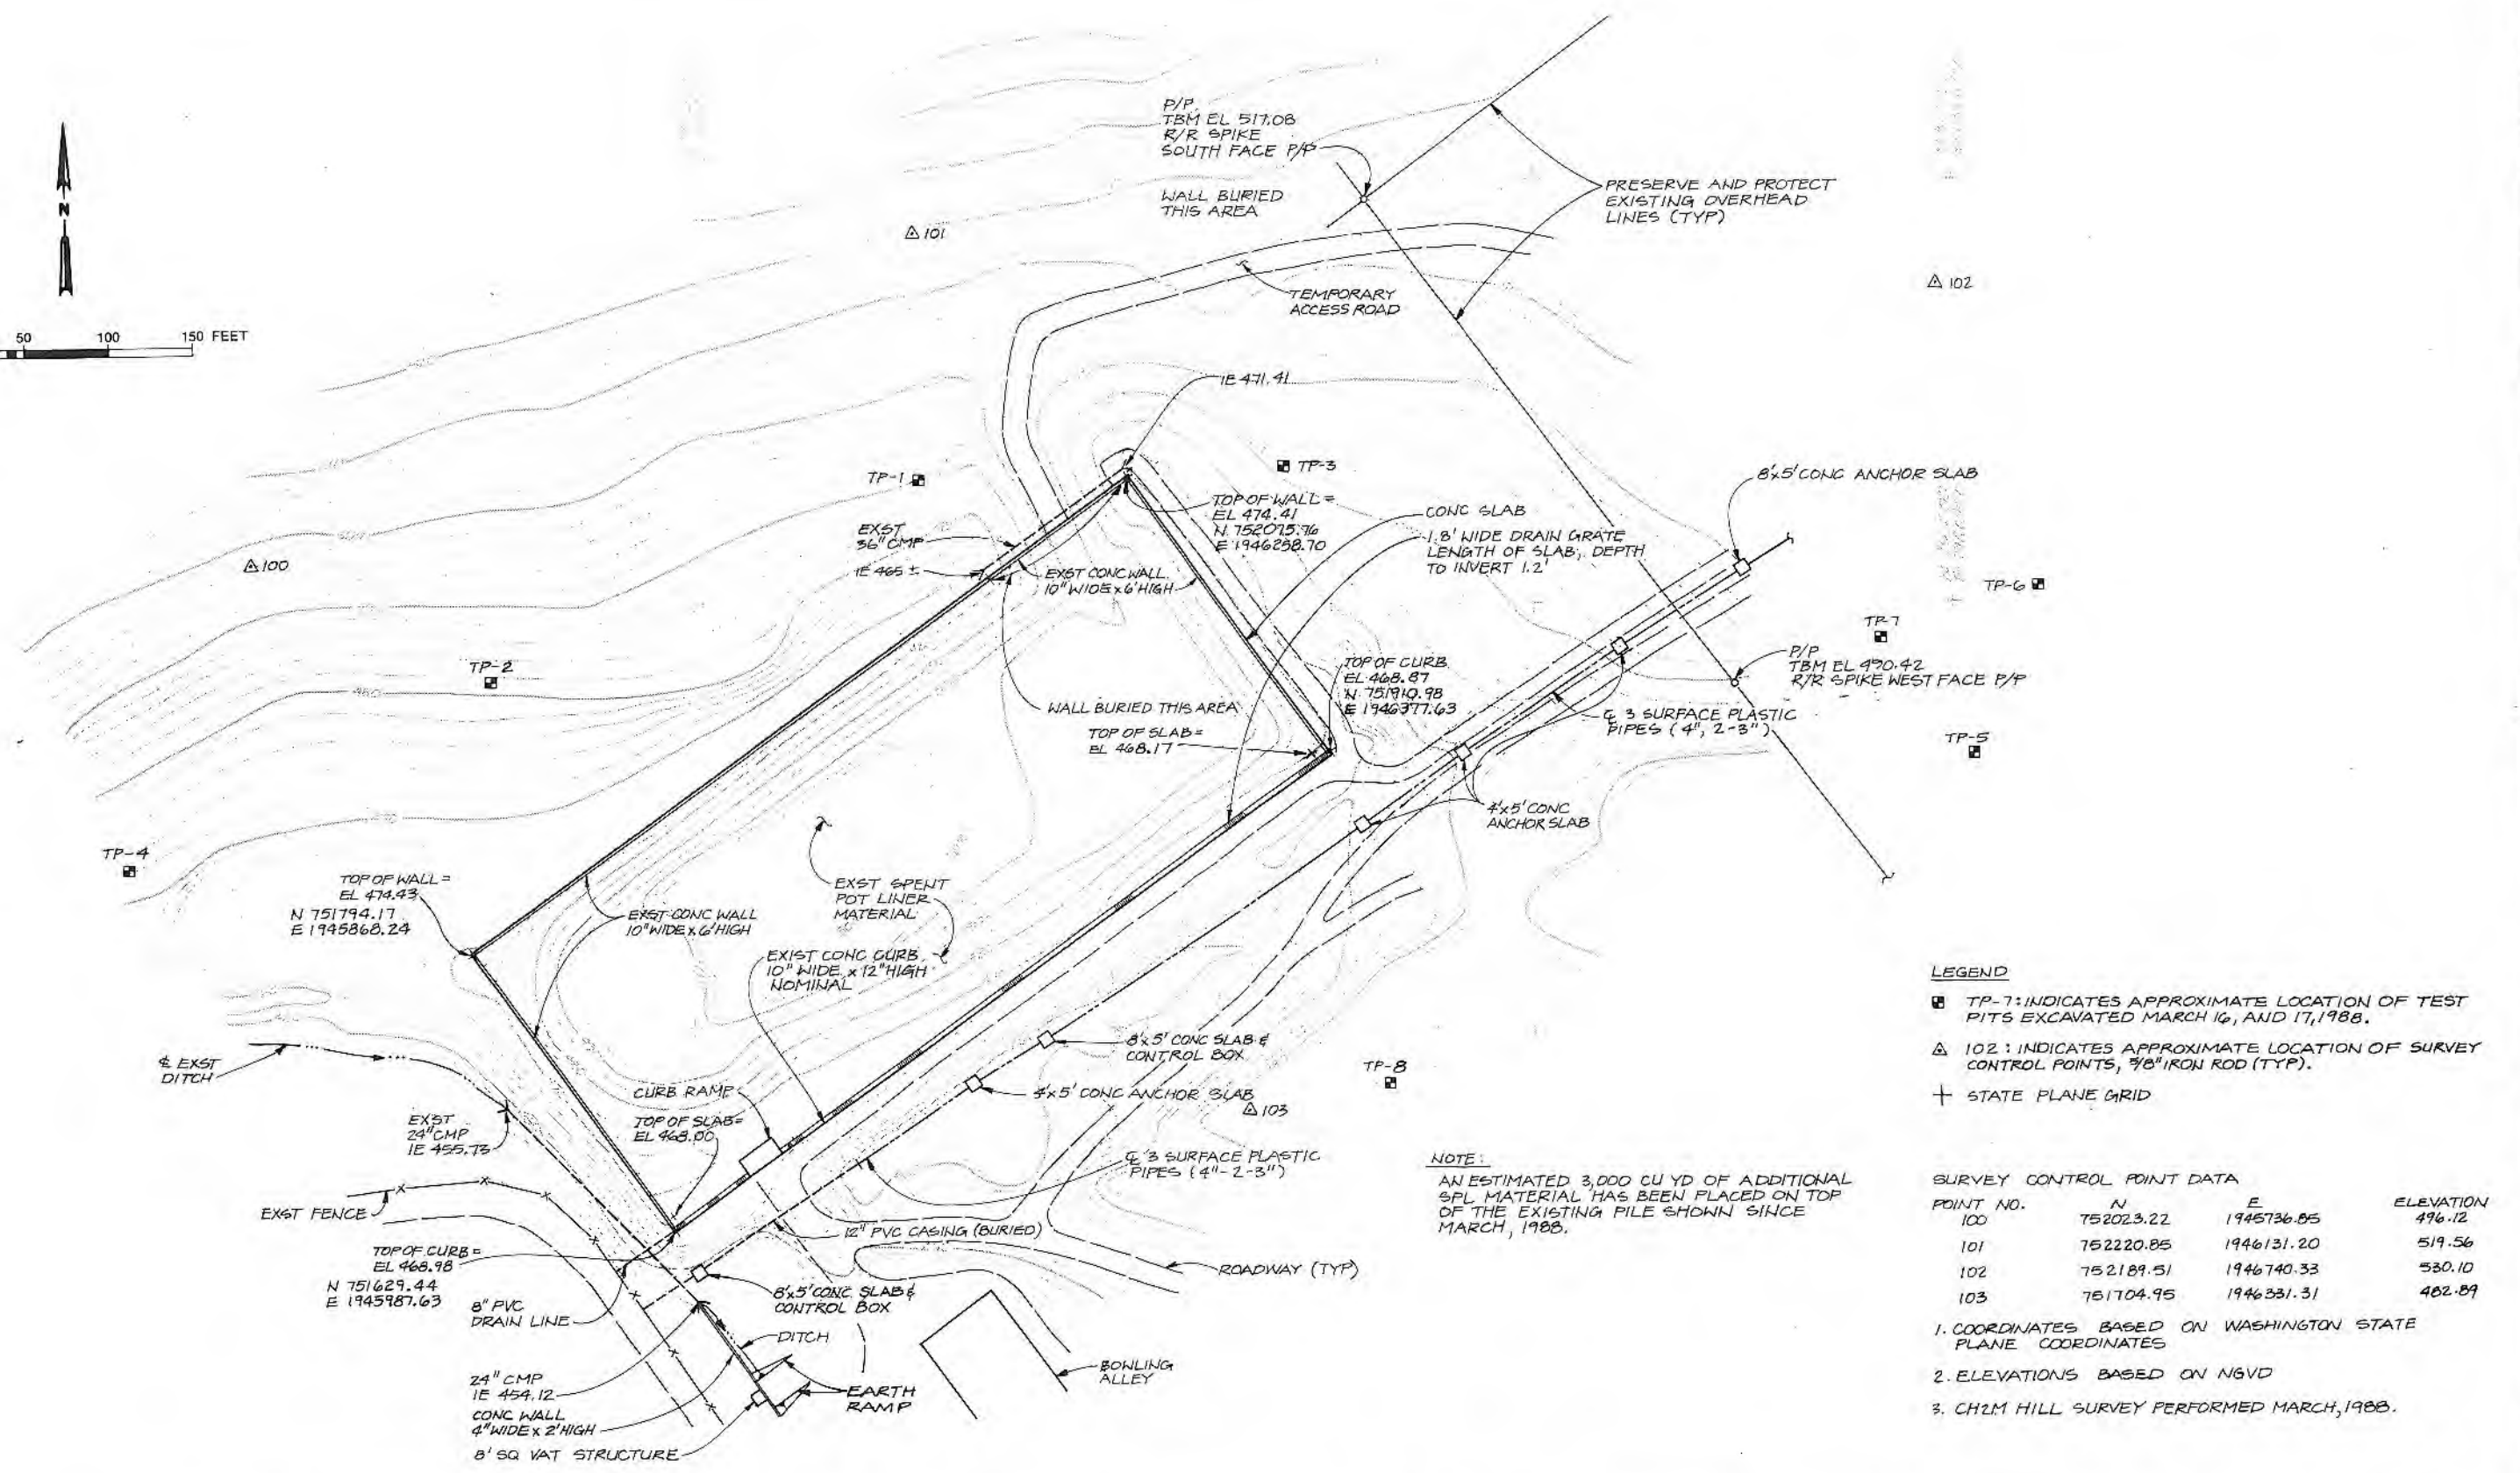 P/P
TBM EL 517.08
R/R SPIKE
SOUTH FACE P/P
WALL BURIED
THIS AREA
PRESERVE AND PROTECT
EXISTING OVERHEAD
LINES (TYP)
101
102
N
TEMPORARY
ACCESS ROAD
50 100 150 FEET
IE 471.41
TP-1
TP-3
8'x5' CONC ANCHOR SLAB
TOP OF WALL =
EL 474.41
N 752075.76
E 1946258.70
CONC SLAB
1.8' WIDE DRAIN GRATE
LENGTH OF SLAB, DEPTH
TO INVERT 1.2'
EXST
36" CMP
IE 465 ±
EXST CONC WALL
10" WIDE x 6' HIGH
100
TP-6
TP-7
TP-2
P/P
TBM EL 490.42
R/R SPIKE WEST FACE P/P
TOP OF CURB
EL 468.87
N 751910.98
E 1946377.63
460
WALL BURIED THIS AREA
℄ 3 SURFACE PLASTIC
PIPES (4", 2-3")
TOP OF SLAB =
EL 468.17
TP-5
4'x5' CONC
ANCHOR SLAB
TP-4
TOP OF WALL =
EL 474.43
N 751794.17
E 1945868.24
EXST SPENT
POT LINER
MATERIAL
EXST CONC WALL
10" WIDE x 6' HIGH
EXIST CONC CURB
10" WIDE x 12" HIGH
NOMINAL
℄ EXST
DITCH
8'x5' CONC SLAB &
CONTROL BOX
TP-8
CURB RAMP
4'x5' CONC ANCHOR SLAB
103
EXST
24" CMP
IE 455.73
TOP OF SLAB =
EL 468.00
℄ 3 SURFACE PLASTIC
PIPES (4"-2-3")
EXST FENCE
12" PVC CASING (BURIED)
TOP OF CURB =
EL 468.98
N 751629.44
E 1945987.63
ROADWAY (TYP)
8" PVC
DRAIN LINE
8'x5' CONC SLAB &
CONTROL BOX
DITCH
BOWLING
ALLEY
24" CMP
IE 454.12
EARTH
RAMP
CONC WALL
4" WIDE x 2' HIGH
8' SQ VAT STRUCTURE
NOTE:
AN ESTIMATED 3,000 CU YD OF ADDITIONAL
SPL MATERIAL HAS BEEN PLACED ON TOP
OF THE EXISTING PILE SHOWN SINCE
MARCH, 1988.
LEGEND
TP-7: INDICATES APPROXIMATE LOCATION OF TEST
PITS EXCAVATED MARCH 16, AND 17, 1988.
102: INDICATES APPROXIMATE LOCATION OF SURVEY
CONTROL POINTS, 5/8" IRON ROD (TYP).
STATE PLANE GRID
SURVEY CONTROL POINT DATA
POINT NO. N E ELEVATION
100 752023.22 1945736.85 496.12
101 752220.85 1946131.20 519.56
102 752189.51 1946740.33 530.10
103 751704.95 1946331.31 482.89
1. COORDINATES BASED ON WASHINGTON STATE
PLANE COORDINATES
2. ELEVATIONS BASED ON NGVD
3. CH2M HILL SURVEY PERFORMED MARCH, 1988.